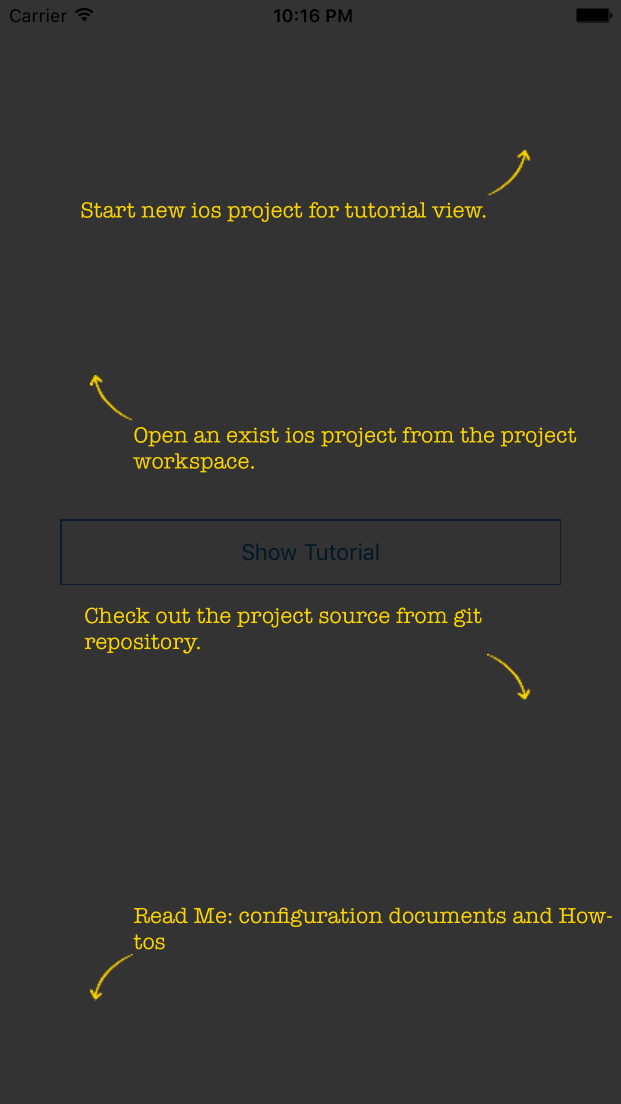 Carrier 10:16 PM
Start new ios project for tutorial view.
Open an exist ios project from the project
workspace.
Show Tutorial
Check out the project source from git
repository.
Read Me: configuration documents and How-
tos